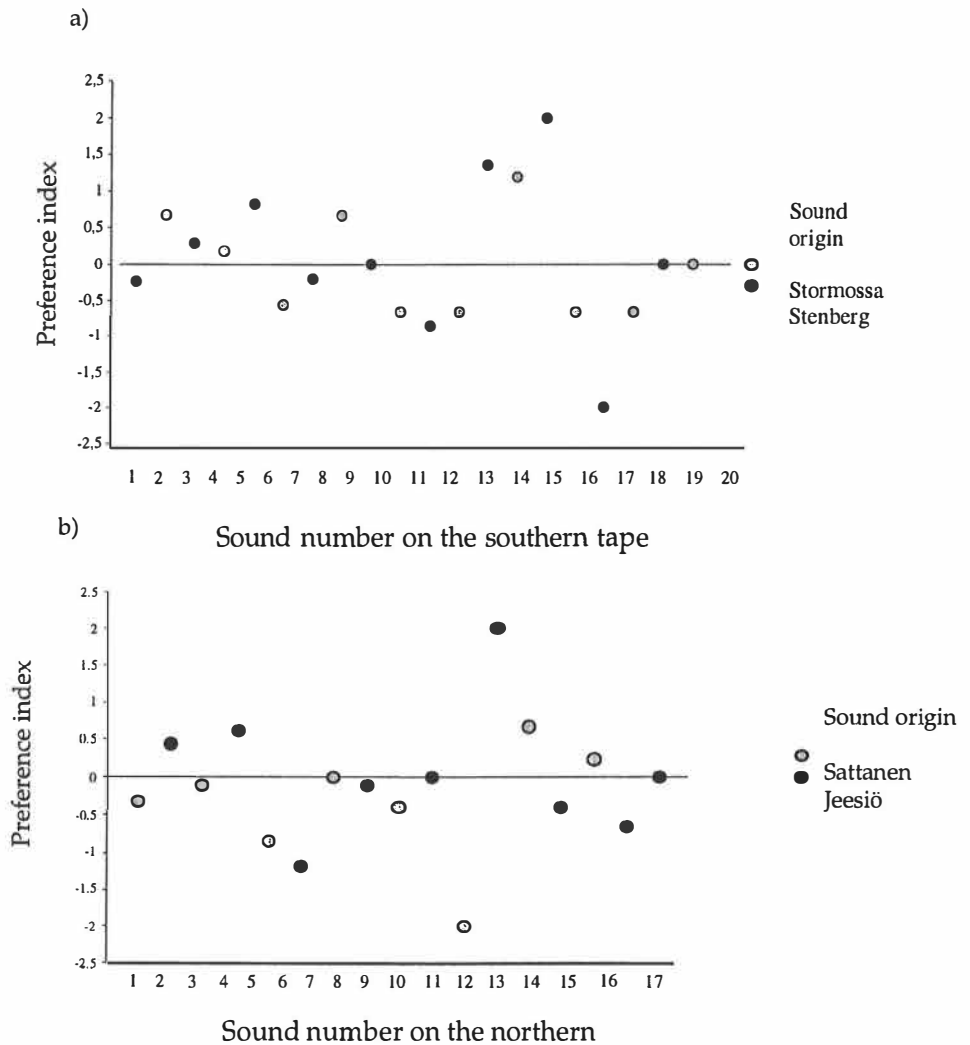 a)
2,5
2
1,5
1
0,5
0
-0,5
-1
-1,5
-2
-2,5
Preference index
1 2 3 4 5 6 7 8 9 10 11 12 13 14 15 16 17 18 19 20
Sound number on the southern tape
Sound
origin
Stormossa
Stenberg
b)
2.5
2
1.5
1
0.5
0
-0.5
-1
-1.5
-2
-2.5
Preference index
1 2 3 4 5 6 7 8 9 10 11 12 13 14 15 16 17
Sound number on the northern
Sound origin
Sattanen
Jeesiö